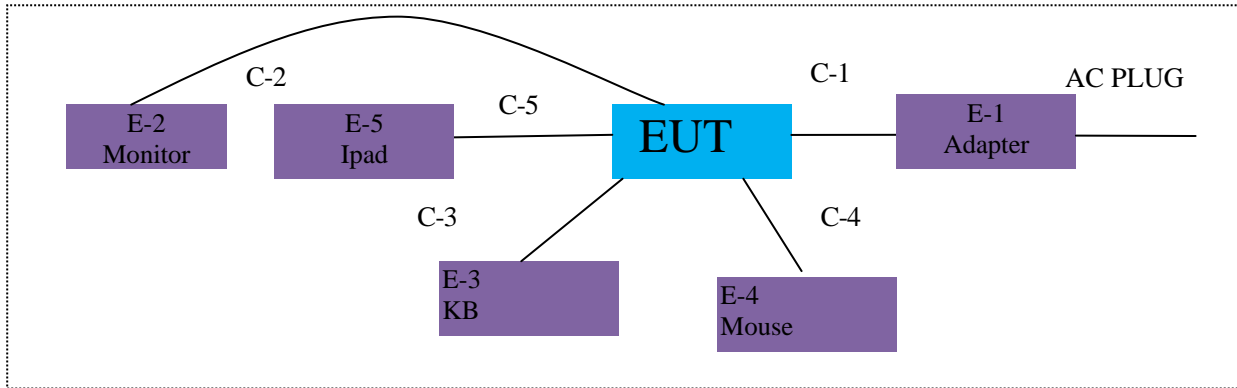 C-2
C-5
C-1
AC PLUG
E-2
Monitor
E-5
Ipad
EUT
E-1
Adapter
C-3
C-4
E-3
KB
E-4
Mouse